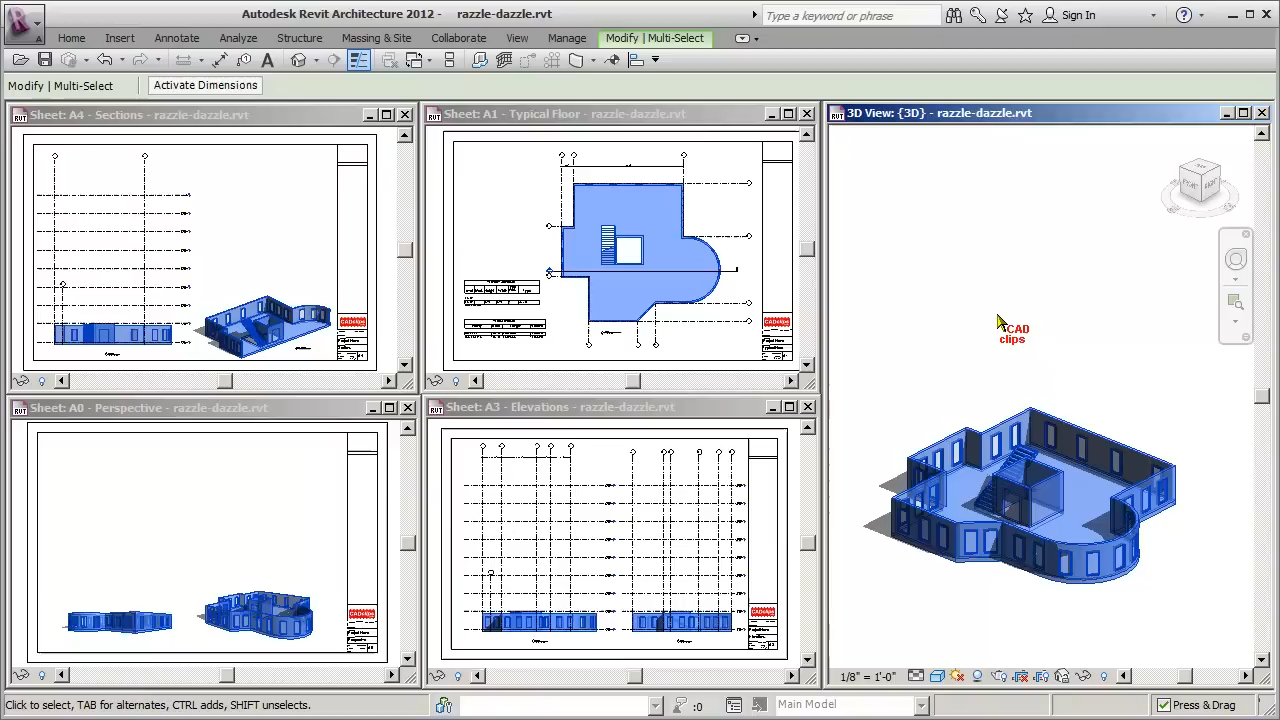 Autodesk Revit Architecture 2012 - razzle-dazzle.rvt
Type a keyword or phrase
Sign In
Home Insert Annotate Analyze Structure Massing & Site Collaborate View Manage Modify | Multi-Select
Modify | Multi-Select Activate Dimensions
Sheet: A4 - Sections - razzle-dazzle.rvt
Sheet: A1 - Typical Floor - razzle-dazzle.rvt
3D View: {3D} - razzle-dazzle.rvt
CAD
clips
CADclips
CADclips
Sheet: A0 - Perspective - razzle-dazzle.rvt
Sheet: A3 - Elevations - razzle-dazzle.rvt
CADclips
CADclips
1/8" = 1'-0"
Click to select, TAB for alternates, CTRL adds, SHIFT unselects.
:0
Main Model
Press & Drag